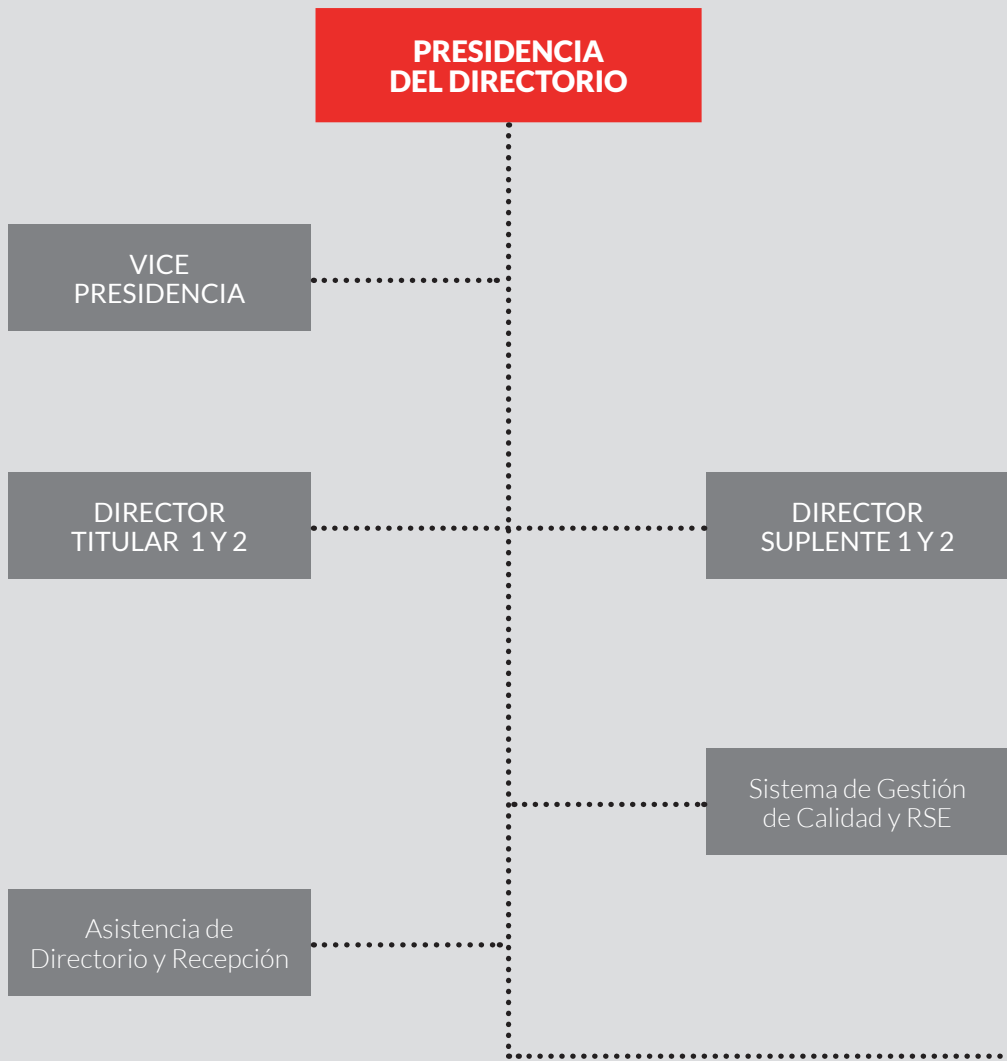 PRESIDENCIA
DEL DIRECTORIO
VICE
PRESIDENCIA
DIRECTOR
TITULAR 1 Y 2
DIRECTOR
SUPLENTE 1 Y 2
Sistema de Gestión
de Calidad y RSE
Asistencia de
Directorio y Recepción